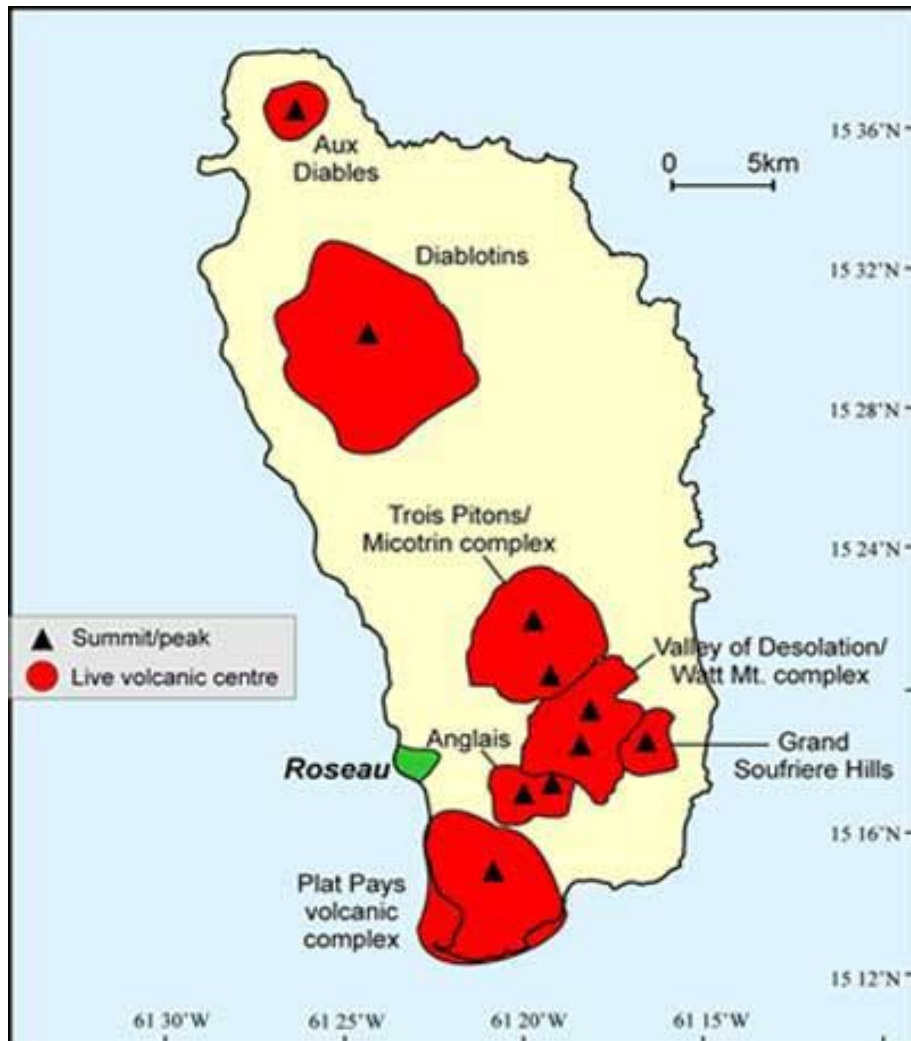 15 36"N
Aux
Diables
0 5km
Diablotins
15 32"N
15 28"N
Trois Pitons/
Micotrin complex
15 24"N
Summit/peak
Live volcanic centre
Valley of Desolation/
Watt Mt. complex
Anglais
Roseau
Grand
Soufriere Hills
15 16"N
Plat Pays
volcanic
complex
15 12"N
61 30"W 61 25"W 61 20"W 61 15"W